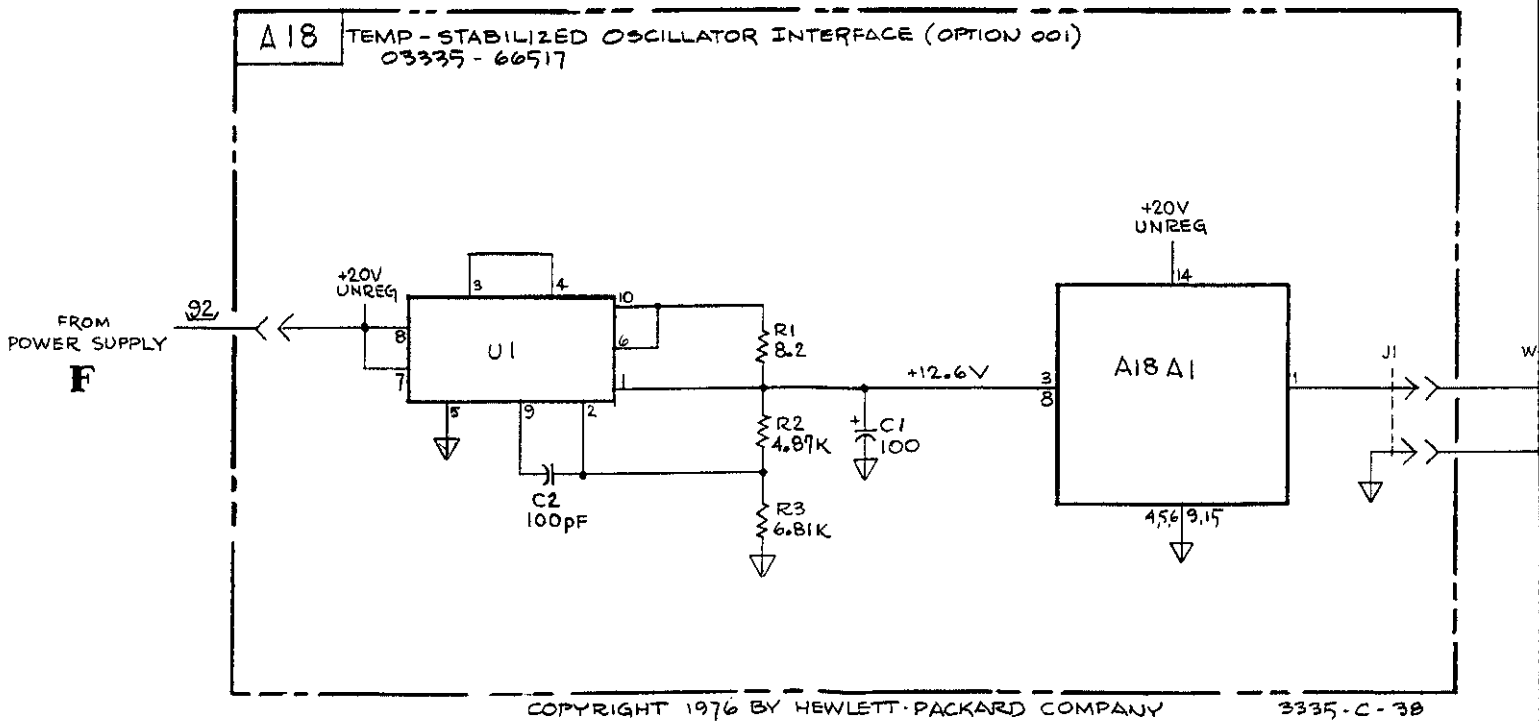 A18
TEMP-STABILIZED OSCILLATOR INTERFACE (OPTION 001)
03335-66517
+20V
UNREG
14
+20V
UNREG
3
4
92
FROM
POWER SUPPLY
F
8
7
U1
10
6
1
5
9
2
R1
8.2
+12.6V
3
8
A18A1
1
J1
W
R2
4.87K
+
C1
100
C2
100pF
R3
6.81K
4,5,6
9,15
COPYRIGHT 1976 BY HEWLETT-PACKARD COMPANY
3335-C-38